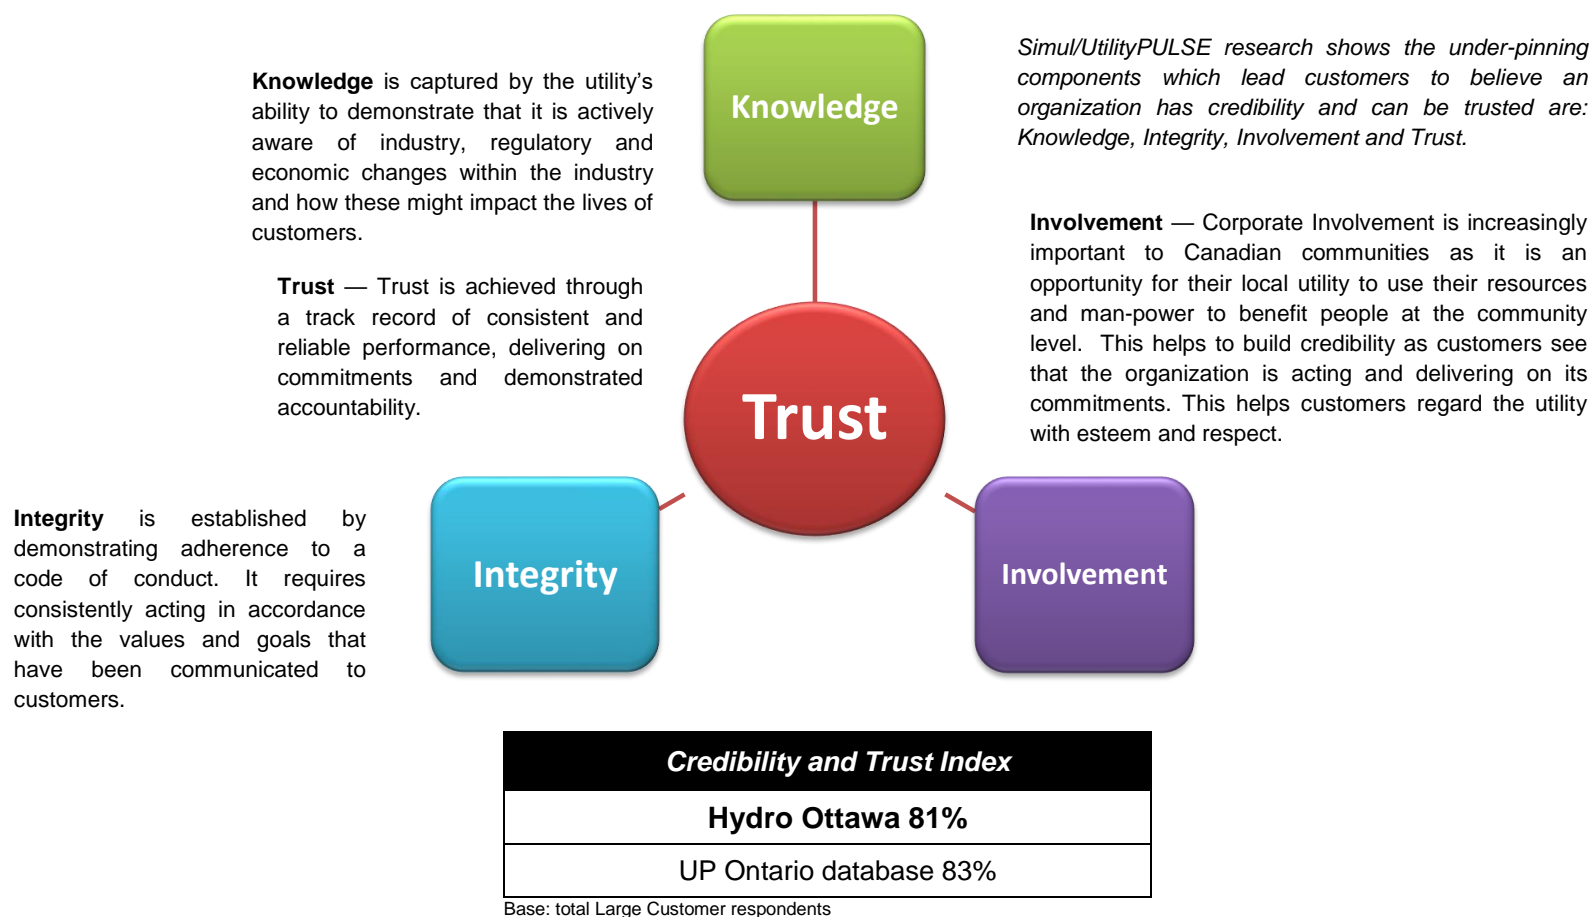 Knowledge is captured by the utility's
ability to demonstrate that it is actively
aware of industry, regulatory and
economic changes within the industry
and how these might impact the lives of
customers.
Trust — Trust is achieved through
a track record of consistent and
reliable performance, delivering on
commitments and demonstrated
accountability.
Integrity is established by
demonstrating adherence to a
code of conduct. It requires
consistently acting in accordance
with the values and goals that
have been communicated to
customers.
Knowledge
Trust
Integrity
Involvement
Simul/UtilityPULSE research shows the under-pinning
components which lead customers to believe an
organization has credibility and can be trusted are:
Knowledge, Integrity, Involvement and Trust.
Involvement — Corporate Involvement is increasingly
important to Canadian communities as it is an
opportunity for their local utility to use their resources
and man-power to benefit people at the community
level. This helps to build credibility as customers see
that the organization is acting and delivering on its
commitments. This helps customers regard the utility
with esteem and respect.
Credibility and Trust Index
Hydro Ottawa 81%
UP Ontario database 83%
Base: total Large Customer respondents